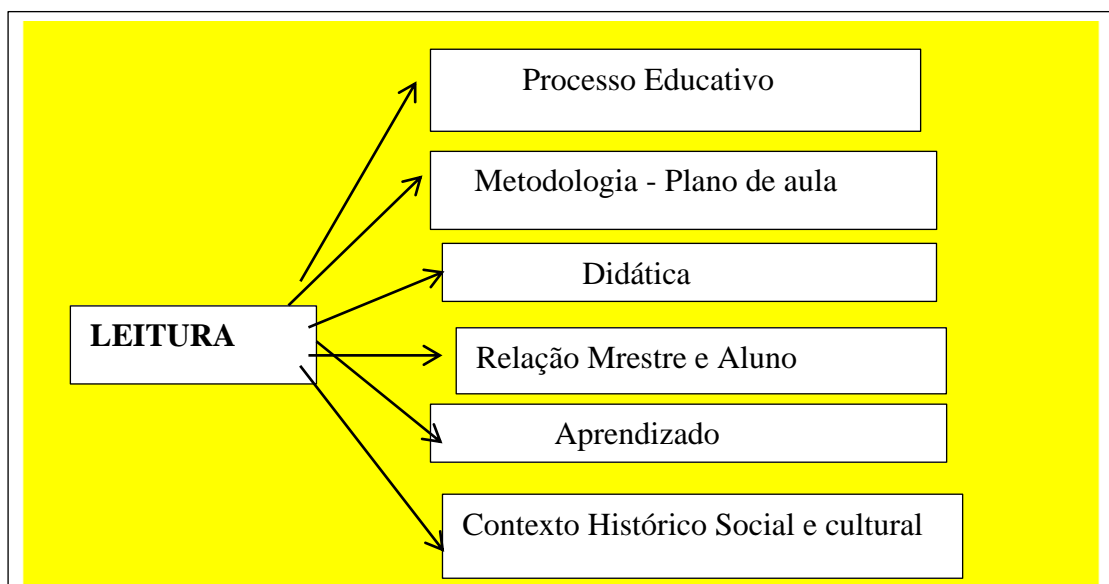 Processo Educativo
Metodologia - Plano de aula
Didática
LEITURA
Relação Mrestre e Aluno
Aprendizado
Contexto Histórico Social e cultural